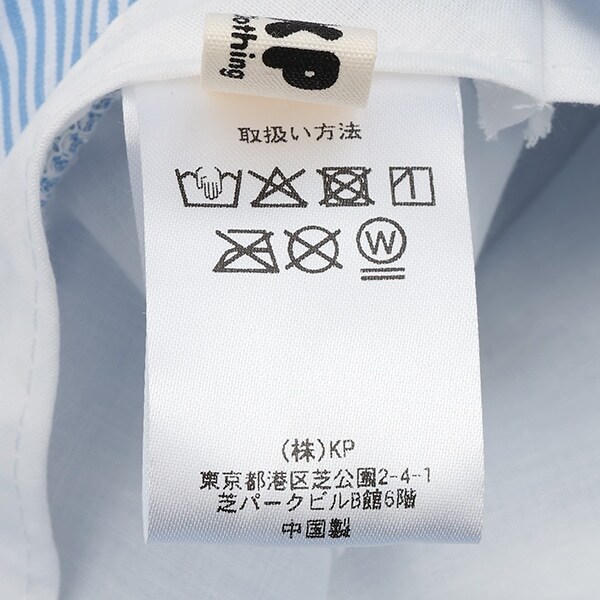 KP
othing
取扱い方法
W
(株)KP
東京都港区芝公園2-4-1
芝パークビルB館6階
中国製